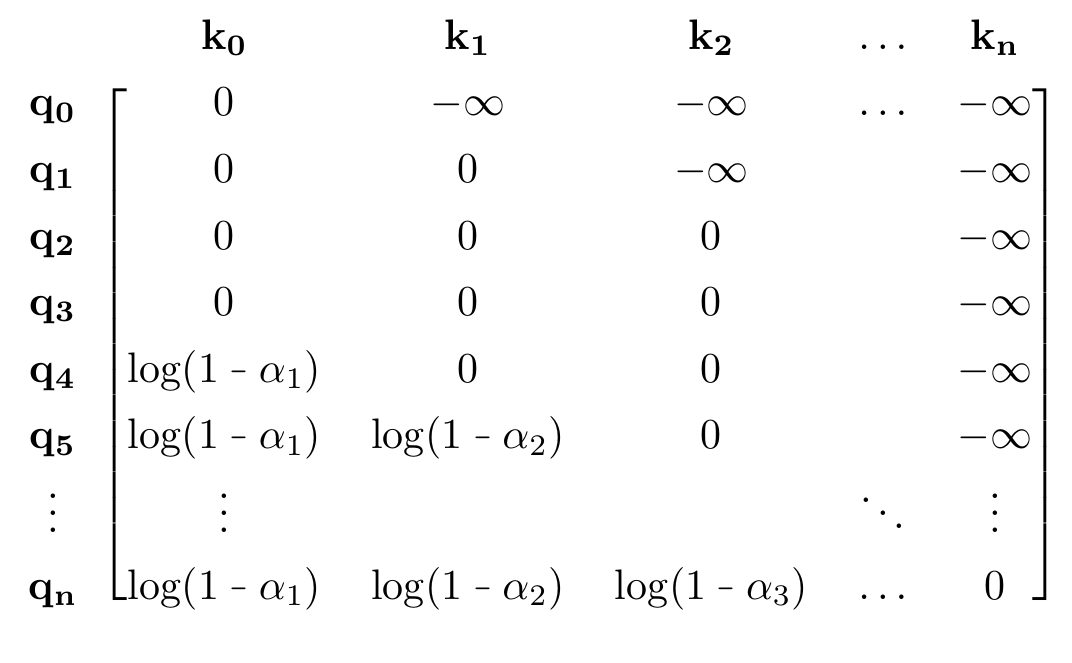 k₀ k₁ k₂ … kₙ
q₀ 0 −∞ −∞ … −∞
q₁ 0 0 −∞ −∞
q₂ 0 0 0 −∞
q₃ 0 0 0 −∞
q₄ log(1 - α₁) 0 0 −∞
q₅ log(1 - α₁) log(1 - α₂) 0 −∞
⋮ ⋮ ⋱ ⋮
qₙ log(1 - α₁) log(1 - α₂) log(1 - α₃) … 0